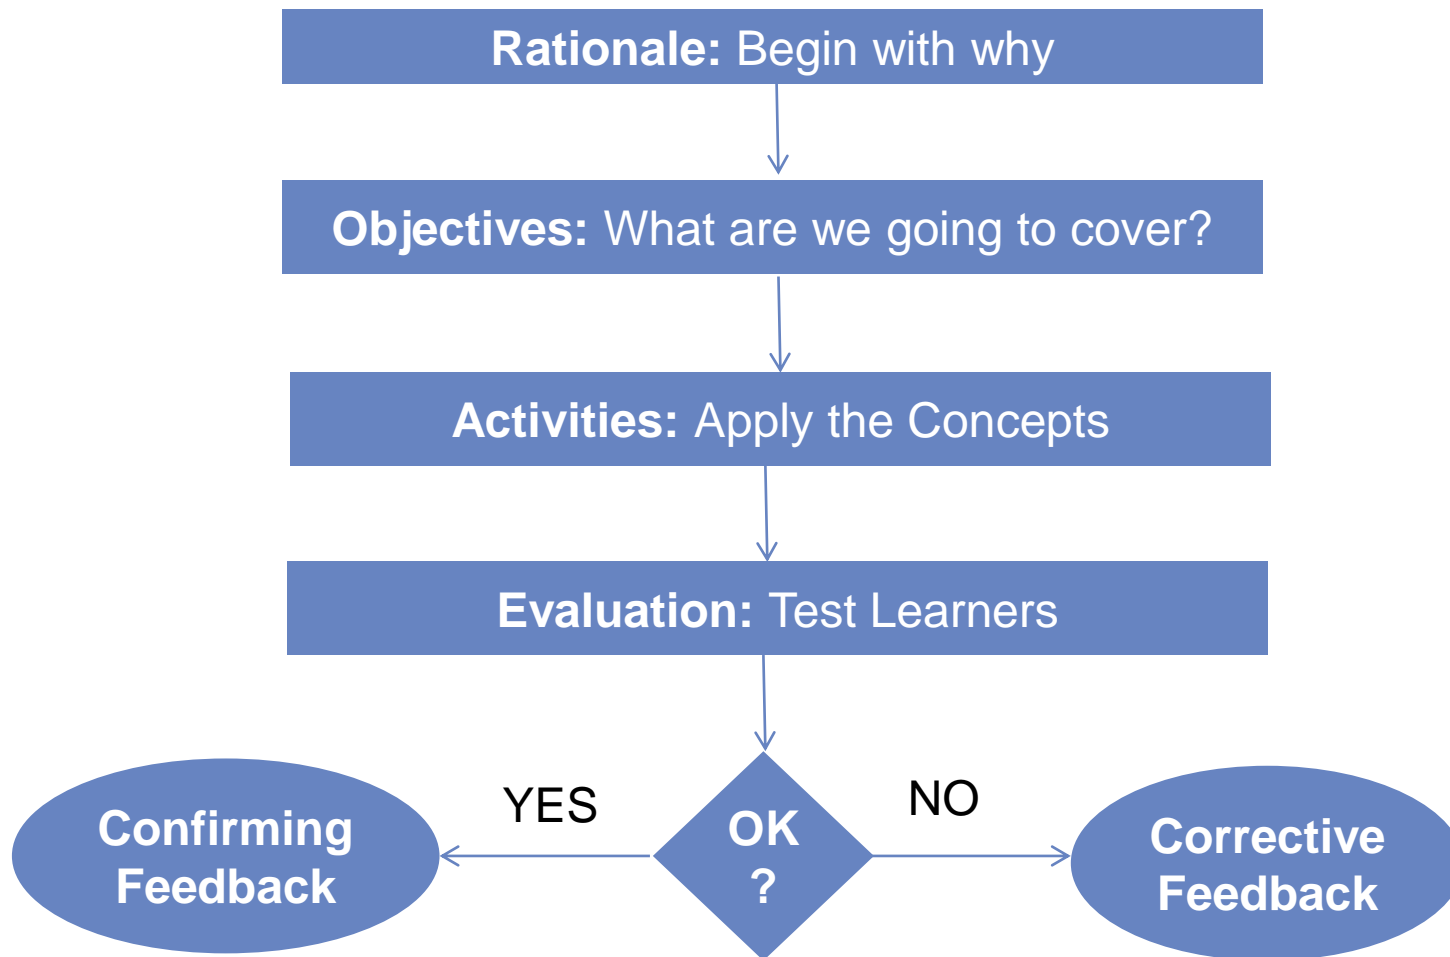 Rationale: Begin with why
Objectives: What are we going to cover?
Activities: Apply the Concepts
Evaluation: Test Learners
YES
NO
Confirming
Feedback
OK
?
Corrective
Feedback